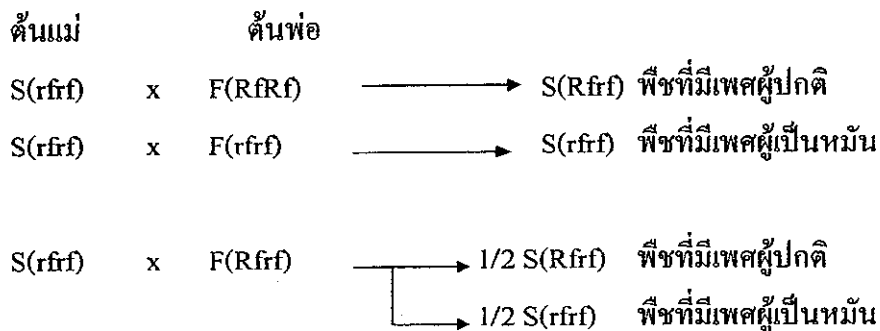 ต้นแม่ ต้นพ่อ
S(rfrf) x F(RfRf) S(Rfrf) พืชที่มีเพศผู้ปกติ
S(rfrf) x F(rfrf) S(rfrf) พืชที่มีเพศผู้เป็นหมัน
S(rfrf) x F(Rfrf) 1/2 S(Rfrf) พืชที่มีเพศผู้ปกติ
1/2 S(rfrf) พืชที่มีเพศผู้เป็นหมัน